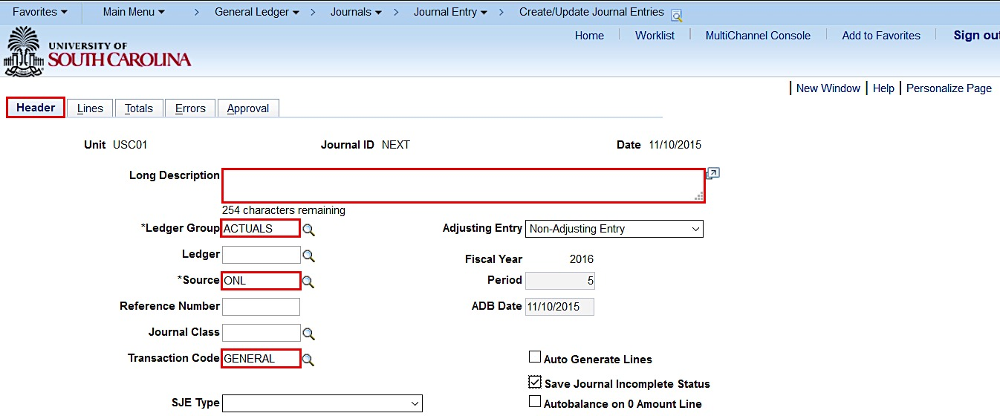 Favorites Main Menu > General Ledger > Journals > Journal Entry > Create/Update Journal Entries
Home Worklist MultiChannel Console Add to Favorites Sign out
UNIVERSITY OF
SOUTH CAROLINA
New Window Help Personalize Page
Header Lines Totals Errors Approval
Unit USC01 Journal ID NEXT Date 11/10/2015
Long Description
254 characters remaining
*Ledger Group ACTUALS Adjusting Entry Non-Adjusting Entry
Ledger Fiscal Year 2016
*Source ONL Period 5
Reference Number ADB Date 11/10/2015
Journal Class
Transaction Code GENERAL Auto Generate Lines
Save Journal Incomplete Status
SJE Type Autobalance on 0 Amount Line